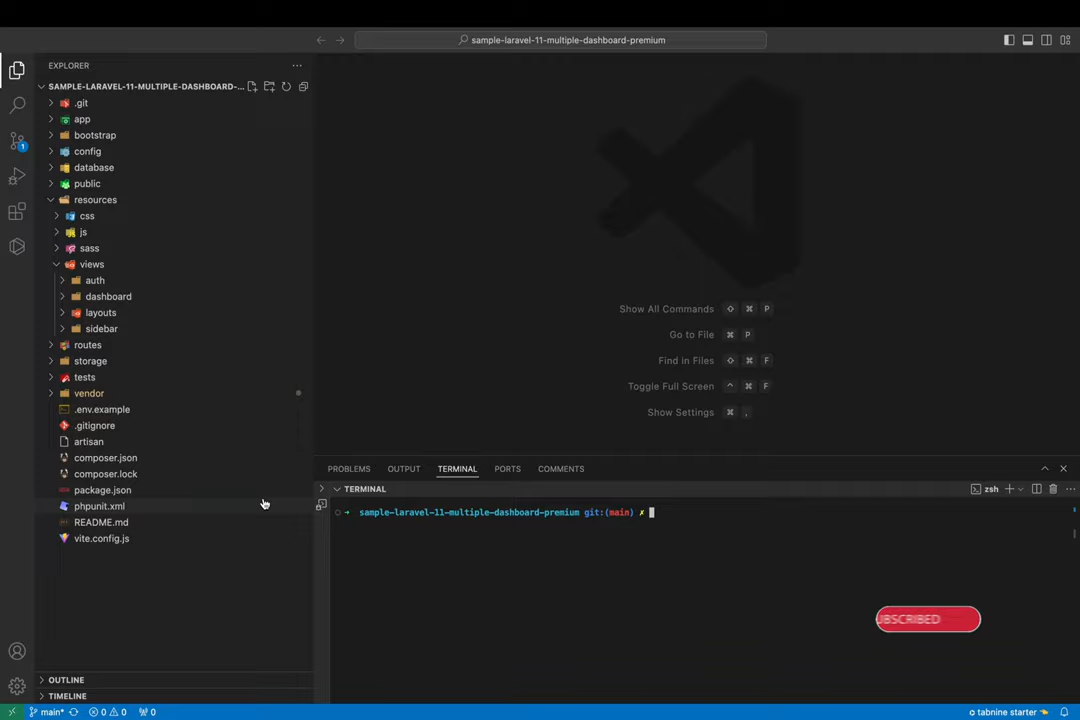 sample-laravel-11-multiple-dashboard-premium
EXPLORER
SAMPLE-LARAVEL-11-MULTIPLE-DASHBOARD-...
.git
app
bootstrap
config
database
public
resources
css
js
sass
views
auth
dashboard
layouts
sidebar
routes
storage
tests
vendor
.env.example
.gitignore
artisan
composer.json
composer.lock
package.json
phpunit.xml
README.md
vite.config.js
OUTLINE
TIMELINE
Show All Commands ⇧ ⌘ P
Go to File ⌘ P
Find in Files ⇧ ⌘ F
Toggle Full Screen ^ ⌘ F
Show Settings ⌘ ,
PROBLEMS OUTPUT TERMINAL PORTS COMMENTS
TERMINAL
zsh
sample-laravel-11-multiple-dashboard-premium git:(main) ✗
UBSCRIBED
1
main* 0 0 0
tabnine starter